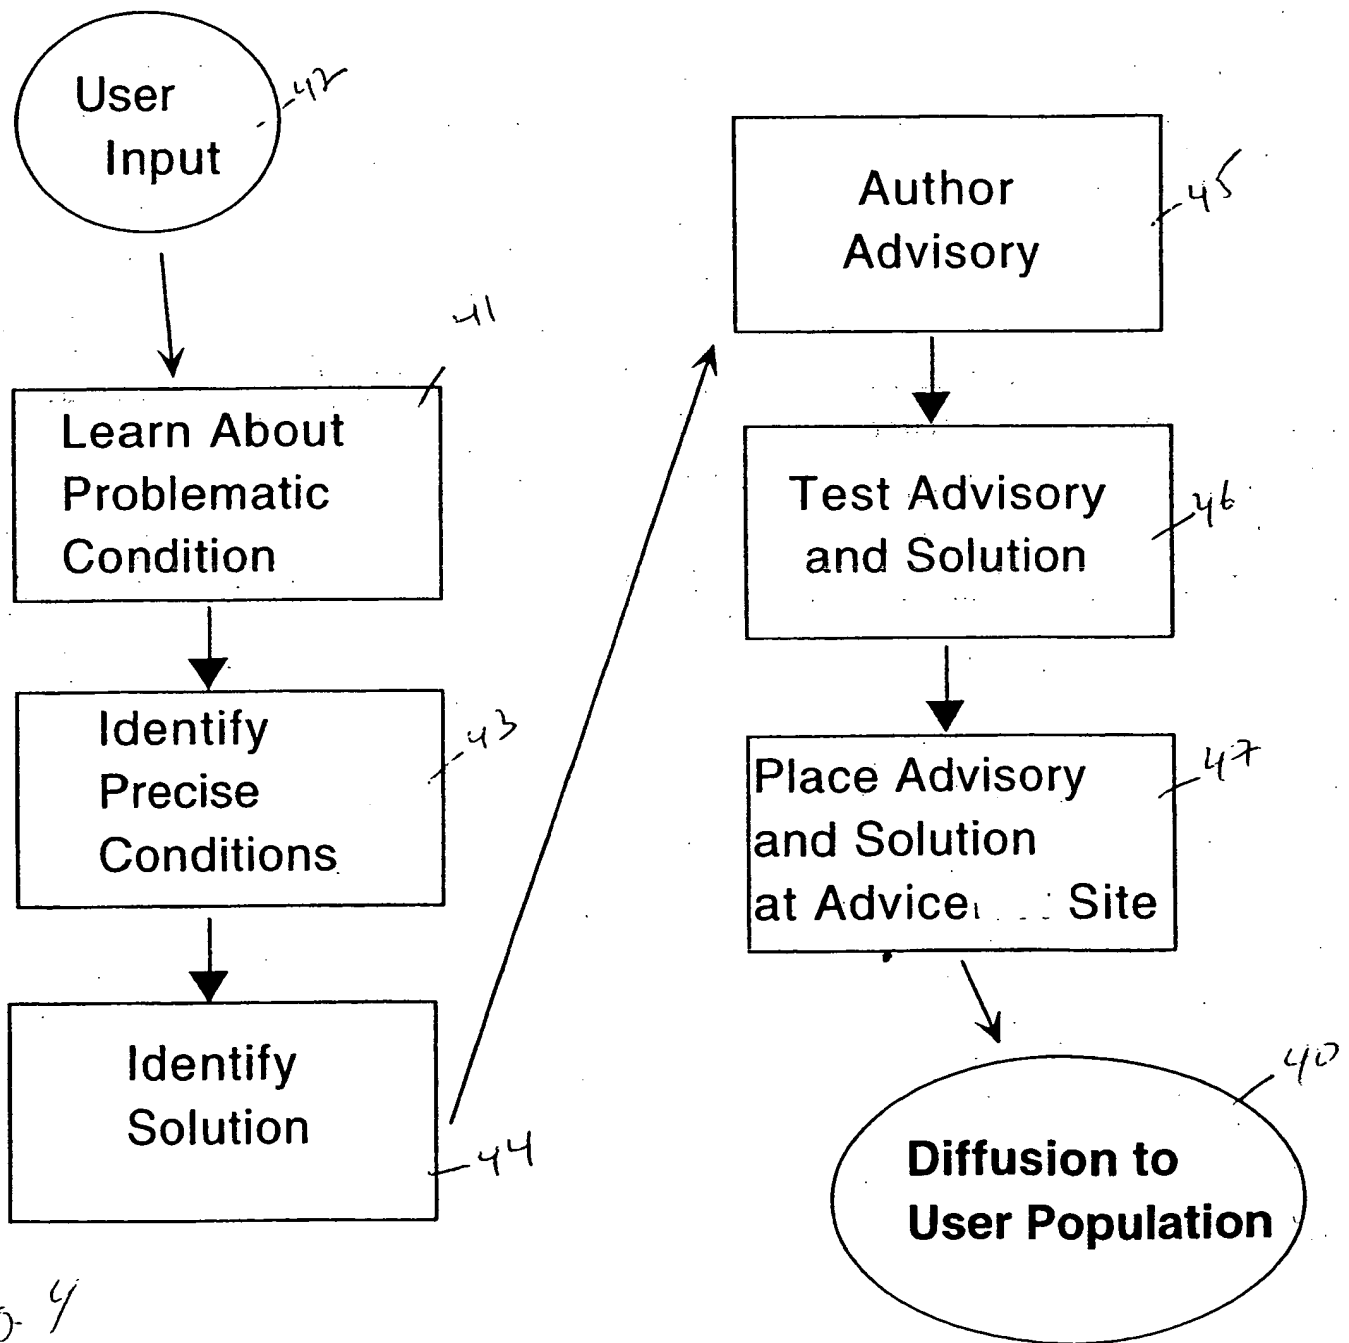 User
Input
42
41
Learn About
Problematic
Condition
Identify
Precise
Conditions
43
Identify
Solution
44
Author
Advisory
45
Test Advisory
and Solution
46
Place Advisory
and Solution
at Advice Site
47
40
Diffusion to
User Population
4